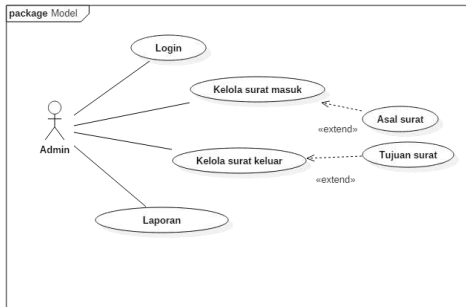 package Model
Login
Kelola surat masuk
Asal surat
«extend»
Admin
Tujuan surat
Kelola surat keluar
«extend»
Laporan